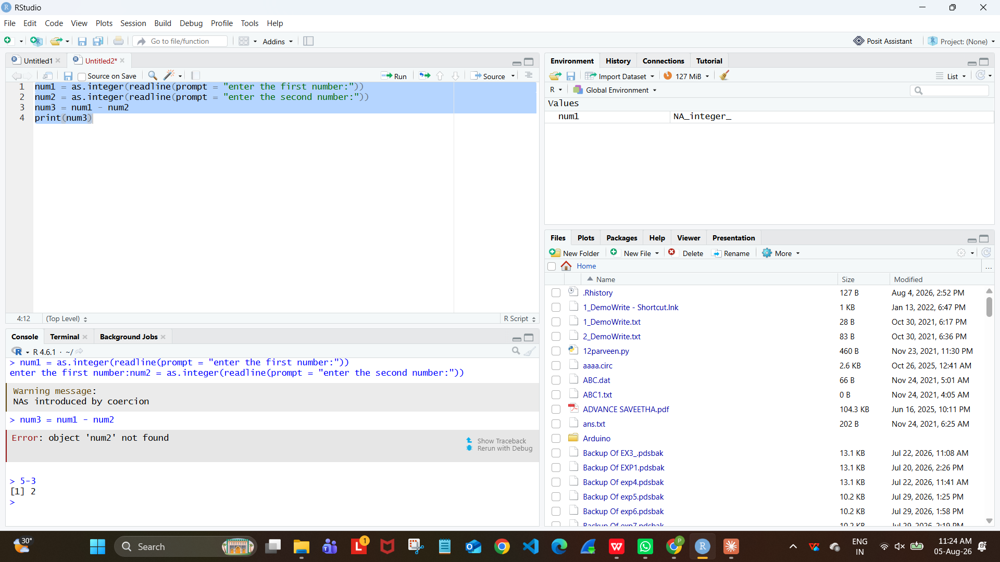 RStudio
File Edit Code View Plots Session Build Debug Profile Tools Help
Go to file/function Addins Posit Assistant Project: (None)
Untitled1 Untitled2*
Source on Save Run Source
1 num1 = as.integer(readline(prompt = "enter the first number:"))
2 num2 = as.integer(readline(prompt = "enter the second number:"))
3 num3 = num1 - num2
4 print(num3)
4:12 (Top Level) R Script
Console Terminal Background Jobs
R 4.6.1 · ~/
> num1 = as.integer(readline(prompt = "enter the first number:"))
enter the first number:num2 = as.integer(readline(prompt = "enter the second number:"))
Warning message:
NAs introduced by coercion
> num3 = num1 - num2
Error: object 'num2' not found
Show Traceback
Rerun with Debug
> 5-3
[1] 2
>
Environment History Connections Tutorial
Import Dataset 127 MiB List
R Global Environment
Values
num1 NA_integer_
Files Plots Packages Help Viewer Presentation
New Folder New File Delete Rename More
Home ...
Name Size Modified
.Rhistory 127 B Aug 4, 2026, 2:52 PM
1_DemoWrite - Shortcut.lnk 1 KB Jan 13, 2022, 6:47 PM
1_DemoWrite.txt 28 B Oct 30, 2021, 6:17 PM
2_DemoWrite.txt 83 B Oct 30, 2021, 6:36 PM
12parveen.py 460 B Nov 23, 2021, 11:30 PM
aaaa.circ 2.6 KB Oct 26, 2025, 12:41 AM
ABC.dat 66 B Nov 24, 2021, 5:01 AM
ABC1.txt 0 B Nov 24, 2021, 4:05 AM
ADVANCE SAVEETHA.pdf 104.3 KB Jun 16, 2025, 10:11 PM
ans.txt 202 B Nov 24, 2021, 6:25 AM
Arduino
Backup Of EX3_.pdsbak 13.1 KB Jul 22, 2026, 11:08 AM
Backup Of EXP1.pdsbak 13.1 KB Jul 20, 2026, 2:26 PM
Backup Of exp4.pdsbak 13.1 KB Jul 22, 2026, 11:41 AM
Backup Of exp5.pdsbak 10.2 KB Jul 29, 2026, 1:25 PM
Backup Of exp6.pdsbak 10.2 KB Jul 29, 2026, 1:58 PM
Backup Of exp7.pdsbak 10.2 KB Jul 29, 2026, 2:19 PM
30° Search 1 P ENG IN 11:24 AM
05-Aug-26